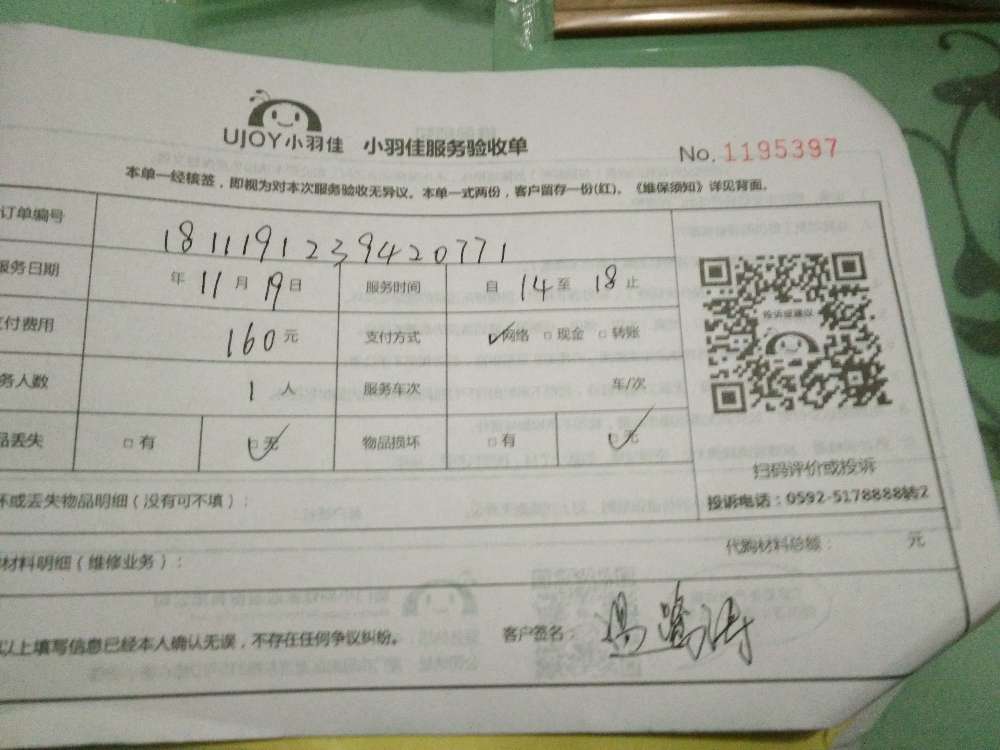 UJOY小羽佳 小羽佳服务验收单
No. 1195397
本单一经核签，即视为对本次服务验收无异议。本单一式两份，客户留存一份(红)。《维保须知》详见背面。
订单编号 1811191239420771
服务日期 年 11 月 19 日 服务时间 自 14 至 18 止
支付费用 160 元 支付方式 网络 现金 转账
务人数 1 人 服务车次 车/次
品丢失 有 无 物品损坏 有 无
投诉或建议
扫码评价或投诉
投诉电话：0592-5178888转2
坏或丢失物品明细（没有可不填）：
材料明细（维修业务）： 代购材料总额： 元
以上填写信息已经本人确认无误，不存在任何争议纠纷。 客户签名：